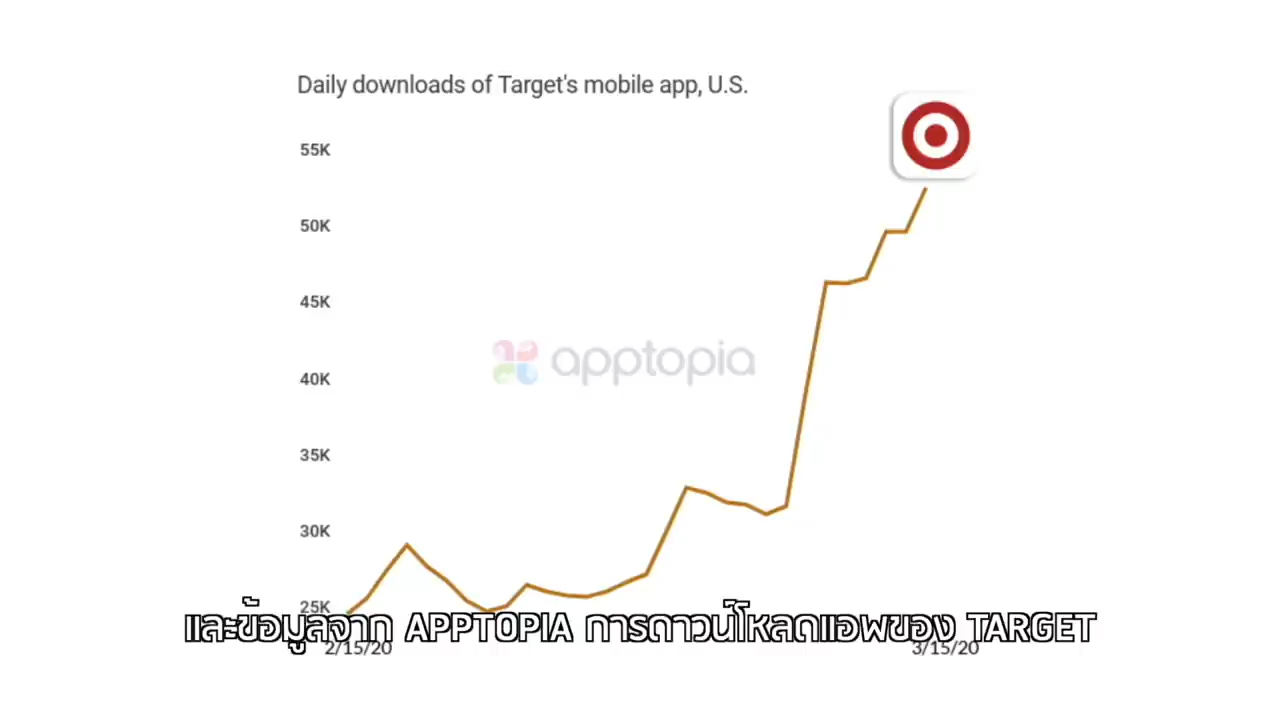 Daily downloads of Target's mobile app, U.S.
55K
50K
45K
apptopia
40K
35K
30K
25K
และข้อมูลจาก APPTOPIA การดาวน์โหลดแอพของ TARGET
2/15/20 3/15/20